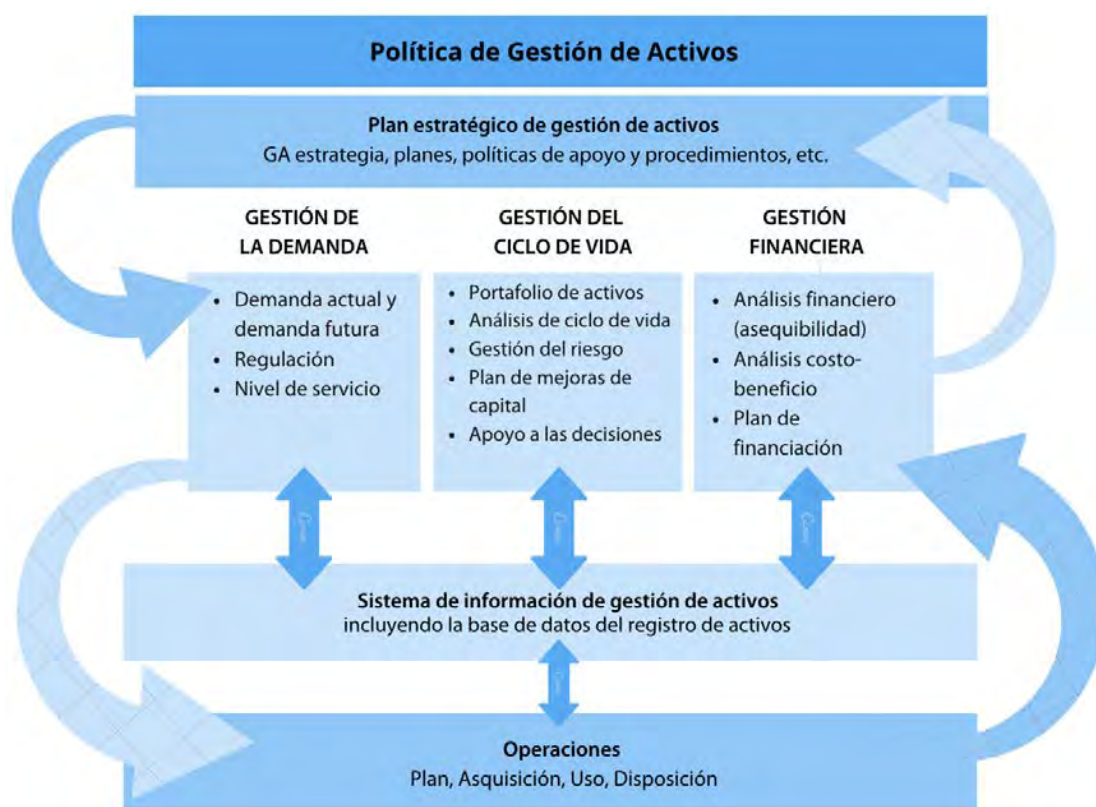 Política de Gestión de Activos
Plan estratégico de gestión de activos
GA estrategia, planes, políticas de apoyo y procedimientos, etc.
GESTIÓN DE
LA DEMANDA
• Demanda actual y
demanda futura
• Regulación
• Nivel de servicio
GESTIÓN DEL
CICLO DE VIDA
• Portafolio de activos
• Análisis de ciclo de vida
• Gestión del riesgo
• Plan de mejoras de
capital
• Apoyo a las decisiones
GESTIÓN
FINANCIERA
• Análisis financiero
(asequibilidad)
• Análisis costo-
beneficio
• Plan de
financiación
Sistema de información de gestión de activos
incluyendo la base de datos del registro de activos
Operaciones
Plan, Asquisición, Uso, Disposición